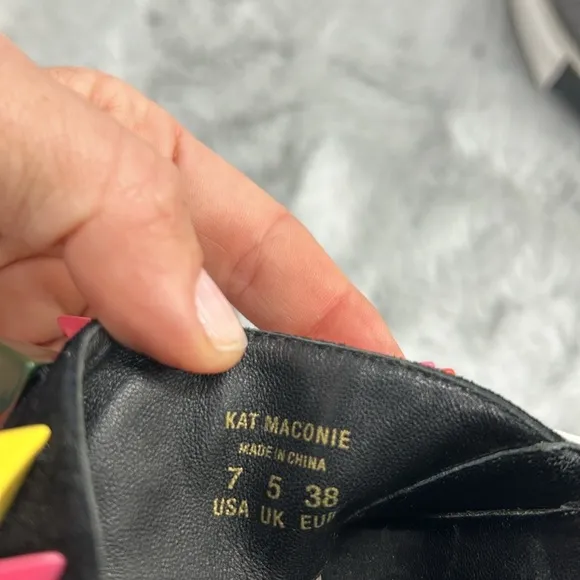 KAT MACONIE
MADE IN CHINA
7 5 38
USA UK EUR